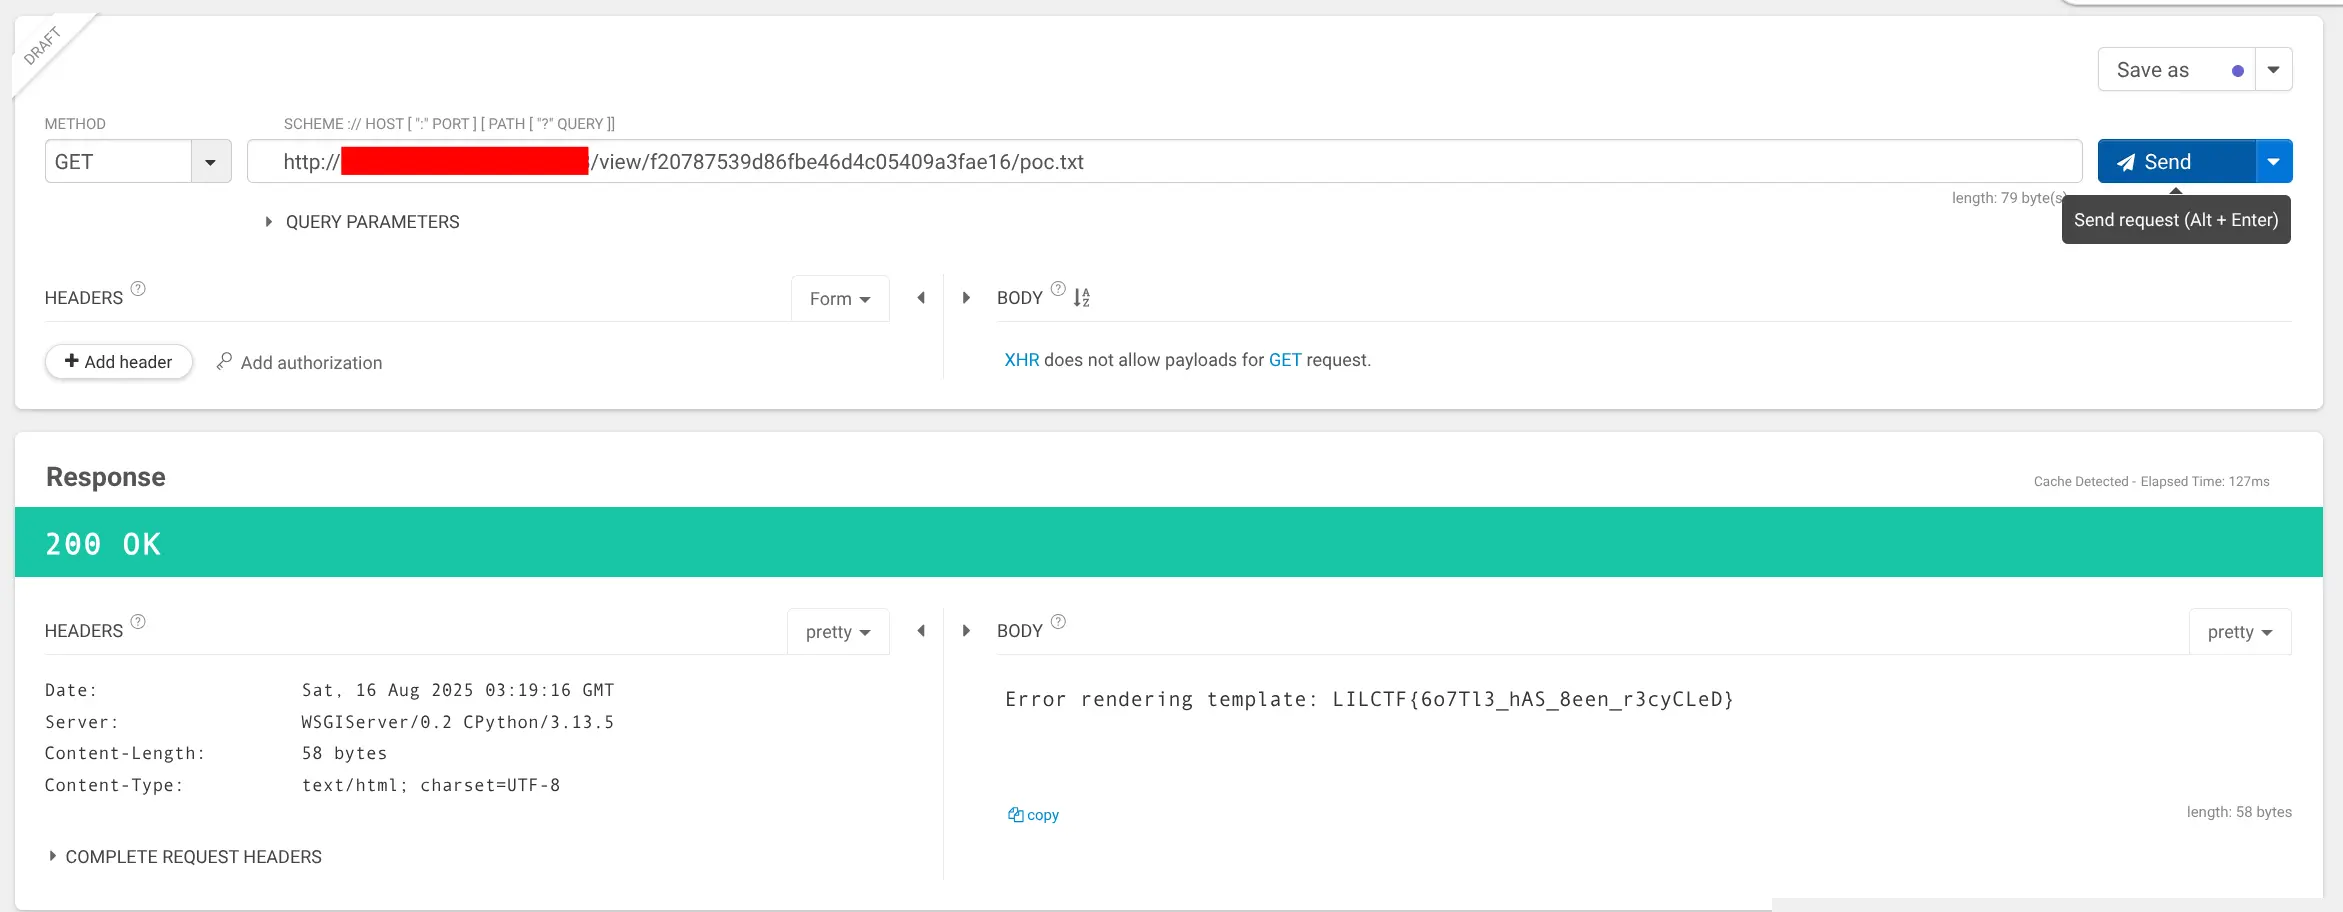 DRAFT
Save as
METHOD
SCHEME :// HOST [ ":" PORT ] [ PATH [ "?" QUERY ]]
GET
http:// /view/f20787539d86fbe46d4c05409a3fae16/poc.txt
Send
length: 79 byte(s)
Send request (Alt + Enter)
QUERY PARAMETERS
HEADERS ?
Form
BODY ? A Z
+ Add header
Add authorization
XHR does not allow payloads for GET request.
Response
Cache Detected - Elapsed Time: 127ms
200 OK
HEADERS ?
pretty
BODY ?
pretty
Date: Sat, 16 Aug 2025 03:19:16 GMT
Server: WSGIServer/0.2 CPython/3.13.5
Content-Length: 58 bytes
Content-Type: text/html; charset=UTF-8
Error rendering template: LILCTF{6o7Tl3_hAS_8een_r3cyCLeD}
copy
length: 58 bytes
COMPLETE REQUEST HEADERS